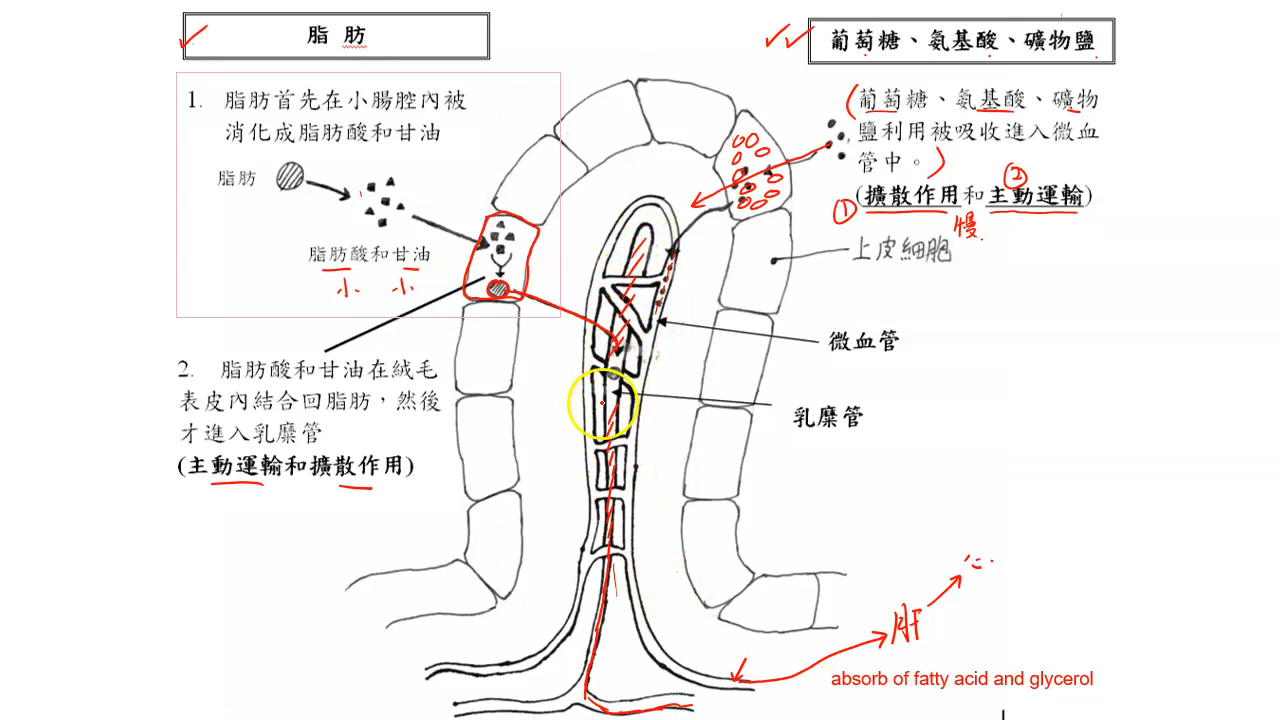 脂肪
葡萄糖、氨基酸、礦物鹽
1. 脂肪首先在小腸腔內被
消化成脂肪酸和甘油
脂肪
脂肪酸和甘油
小 小
2. 脂肪酸和甘油在絨毛
表皮內結合回脂肪,然後
才進入乳糜管
(主動運輸和擴散作用)
(葡萄糖、氨基酸、礦物
鹽利用被吸收進入微血
管中。)
②
(擴散作用和主動運輸)
①
慢
上皮細胞
微血管
乳糜管
心
肝
absorb of fatty acid and glycerol